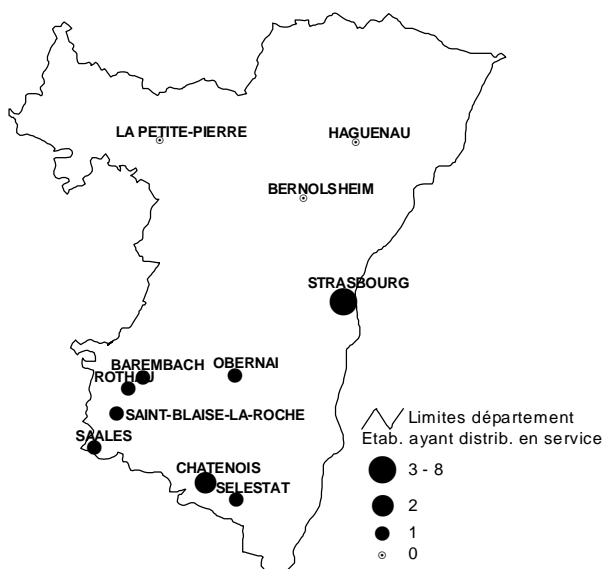 LA PETITE-PIERRE
HAGUENAU
BERNOLSHEIM
STRASBOURG
BAREMBACH
OBERNAI
ROTHAU
SAINT-BLAISE-LA-ROCHE
SAALES
CHATENOIS
SELESTAT
Limites département
Etab. ayant distrib. en service
3 - 8
2
1
0